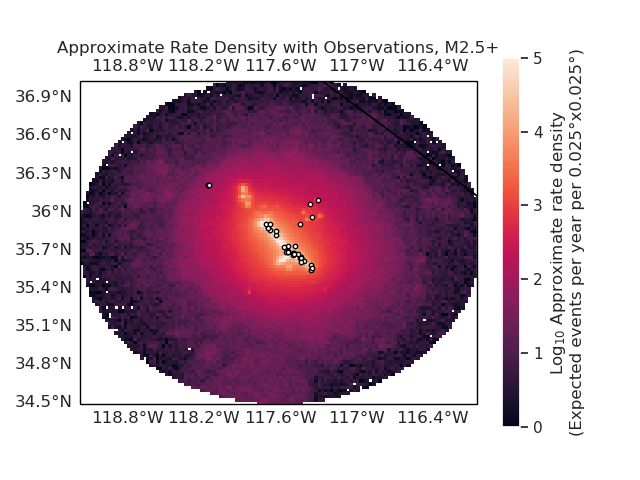 Approximate Rate Density with Observations, M2.5+
118.8°W 118.2°W 117.6°W 117°W 116.4°W
36.9°N
36.6°N
36.3°N
36°N
35.7°N
35.4°N
35.1°N
34.8°N
34.5°N
118.8°W 118.2°W 117.6°W 117°W 116.4°W
5
4
3
2
1
0
Log₁₀ Approximate rate density
(Expected events per year per 0.025°x0.025°)